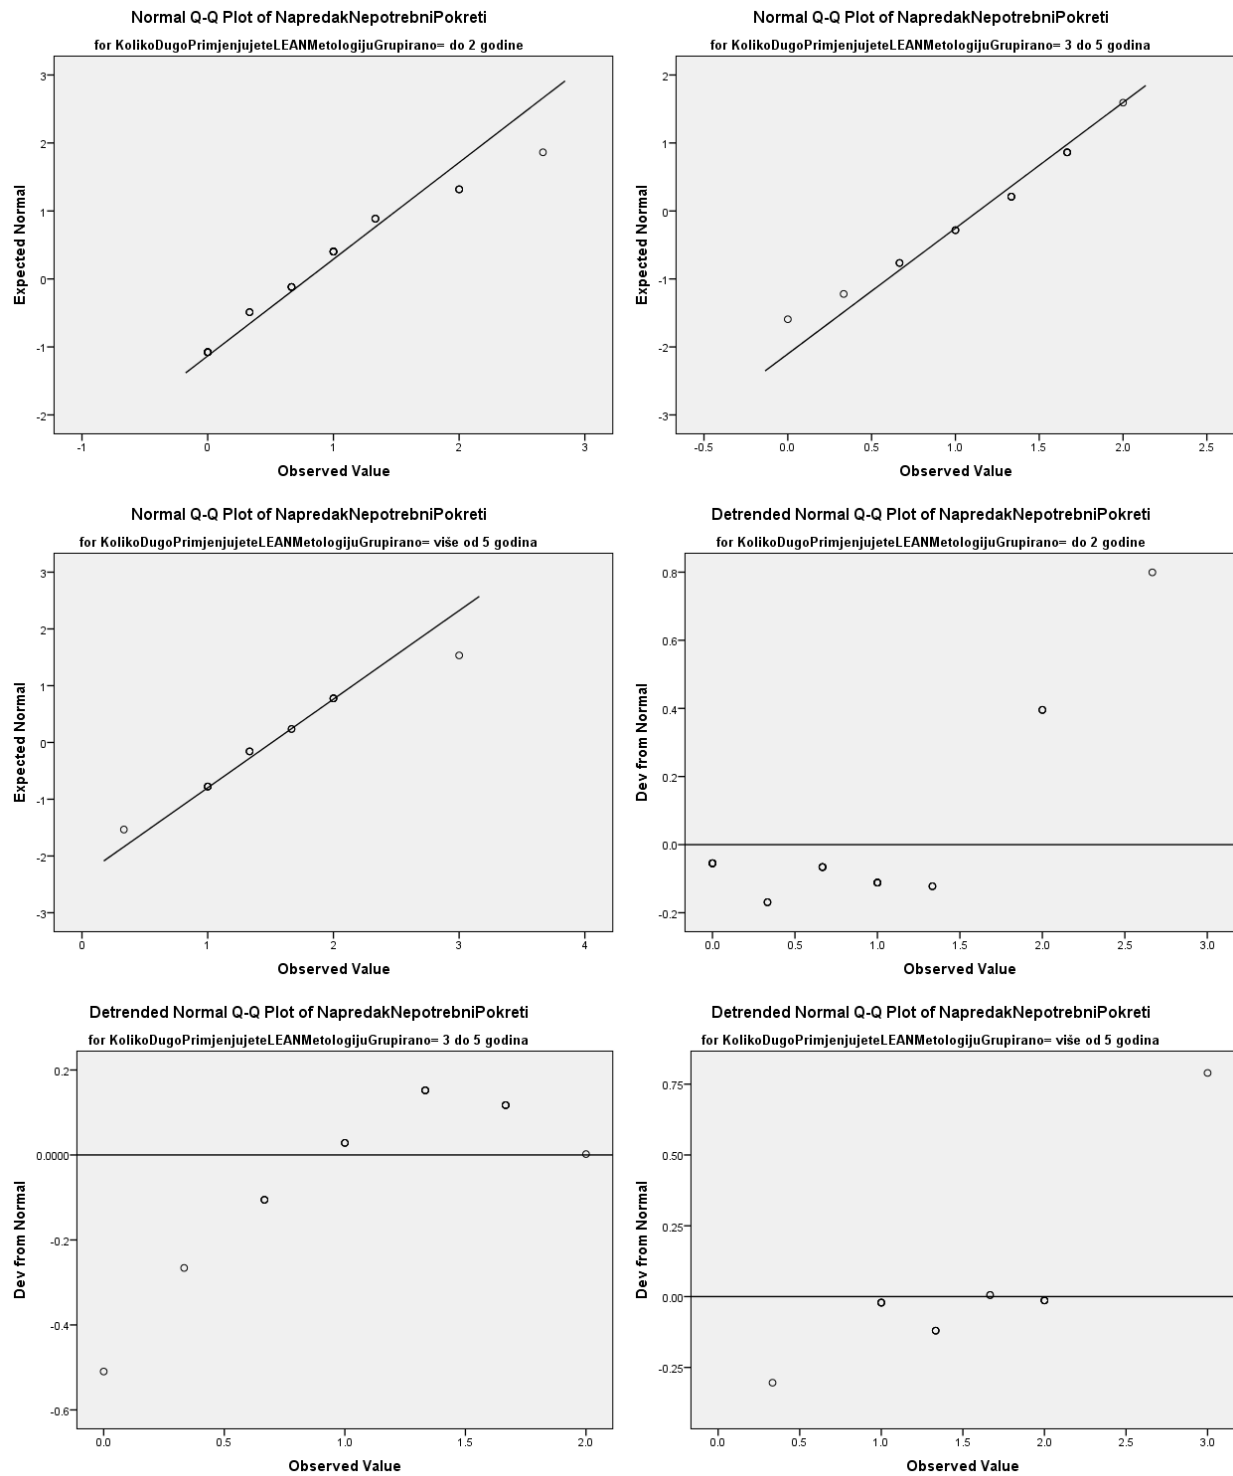 Normal Q-Q Plot of NapredakNepotrebniPokreti
for KolikoDugoPrimjenjujeteLEANMetologijuGrupirano= do 2 godine
Expected Normal
3
2
1
0
-1
-2
-1
0
1
2
3
Observed Value
Normal Q-Q Plot of NapredakNepotrebniPokreti
for KolikoDugoPrimjenjujeteLEANMetologijuGrupirano= 3 do 5 godina
Expected Normal
2
1
0
-1
-2
-3
-0.5
0.0
0.5
1.0
1.5
2.0
2.5
Observed Value
Normal Q-Q Plot of NapredakNepotrebniPokreti
for KolikoDugoPrimjenjujeteLEANMetologijuGrupirano= više od 5 godina
Expected Normal
3
2
1
0
-1
-2
-3
0
1
2
3
4
Observed Value
Detrended Normal Q-Q Plot of NapredakNepotrebniPokreti
for KolikoDugoPrimjenjujeteLEANMetologijuGrupirano= do 2 godine
Dev from Normal
0.8
0.6
0.4
0.2
0.0
-0.2
0.0
0.5
1.0
1.5
2.0
2.5
3.0
Observed Value
Detrended Normal Q-Q Plot of NapredakNepotrebniPokreti
for KolikoDugoPrimjenjujeteLEANMetologijuGrupirano= 3 do 5 godina
Dev from Normal
0.2
0.0000
-0.2
-0.4
-0.6
0.0
0.5
1.0
1.5
2.0
Observed Value
Detrended Normal Q-Q Plot of NapredakNepotrebniPokreti
for KolikoDugoPrimjenjujeteLEANMetologijuGrupirano= više od 5 godina
Dev from Normal
0.75
0.50
0.25
0.00
-0.25
0.0
0.5
1.0
1.5
2.0
2.5
3.0
Observed Value